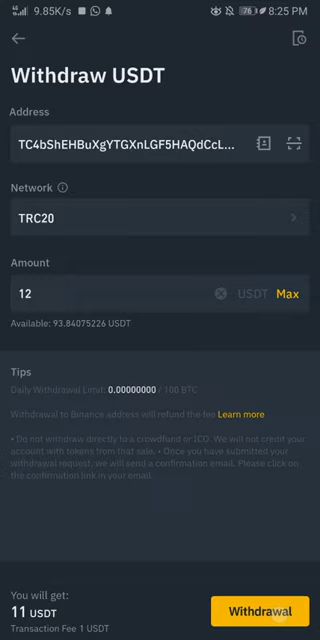 9.85K/s 76 8:25 PM
Withdraw USDT
Address
TC4bShEHBuXgYTGXnLGF5HAQdCcL...
Network
TRC20
Amount
12 USDT Max
Available: 93.84075226 USDT
Tips
Daily Withdrawal Limit: 0.00000000 / 100 BTC
Withdrawal to Binance address will refund the fee Learn more
• Do not withdraw directly to a crowdfund or ICO. We will not credit your
account with tokens from that sale. • Once you have submitted your
withdrawal request, we will send a confirmation email. Please click on
the confirmation link in your email.
You will get:
11 USDT
Withdrawal
Transaction Fee 1 USDT